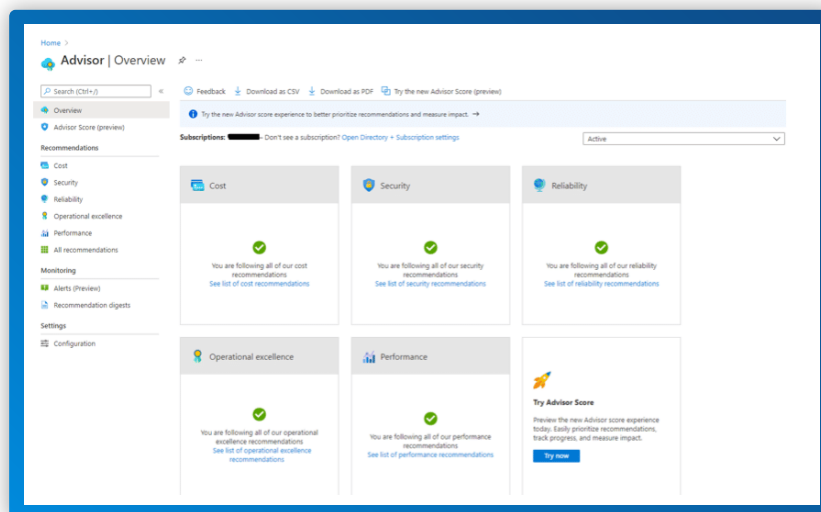 Home >
Advisor | Overview
Search (Ctrl+/)
Overview
Advisor Score (preview)
Recommendations
Cost
Security
Reliability
Operational excellence
Performance
All recommendations
Monitoring
Alerts (Preview)
Recommendation digests
Settings
Configuration
Feedback Download as CSV Download as PDF Try the new Advisor Score (preview)
Try the new Advisor score experience to better prioritize recommendations and measure impact. →
Subscriptions: – Don't see a subscription? Open Directory + Subscription settings
Active
Cost
You are following all of our cost
recommendations
See list of cost recommendations
Security
You are following all of our security
recommendations
See list of security recommendations
Reliability
You are following all of our reliability
recommendations
See list of reliability recommendations
Operational excellence
You are following all of our operational
excellence recommendations
See list of operational excellence
recommendations
Performance
You are following all of our performance
recommendations
See list of performance recommendations
Try Advisor Score
Preview the new Advisor score experience
today. Easily prioritize recommendations,
track progress, and measure impact.
Try now